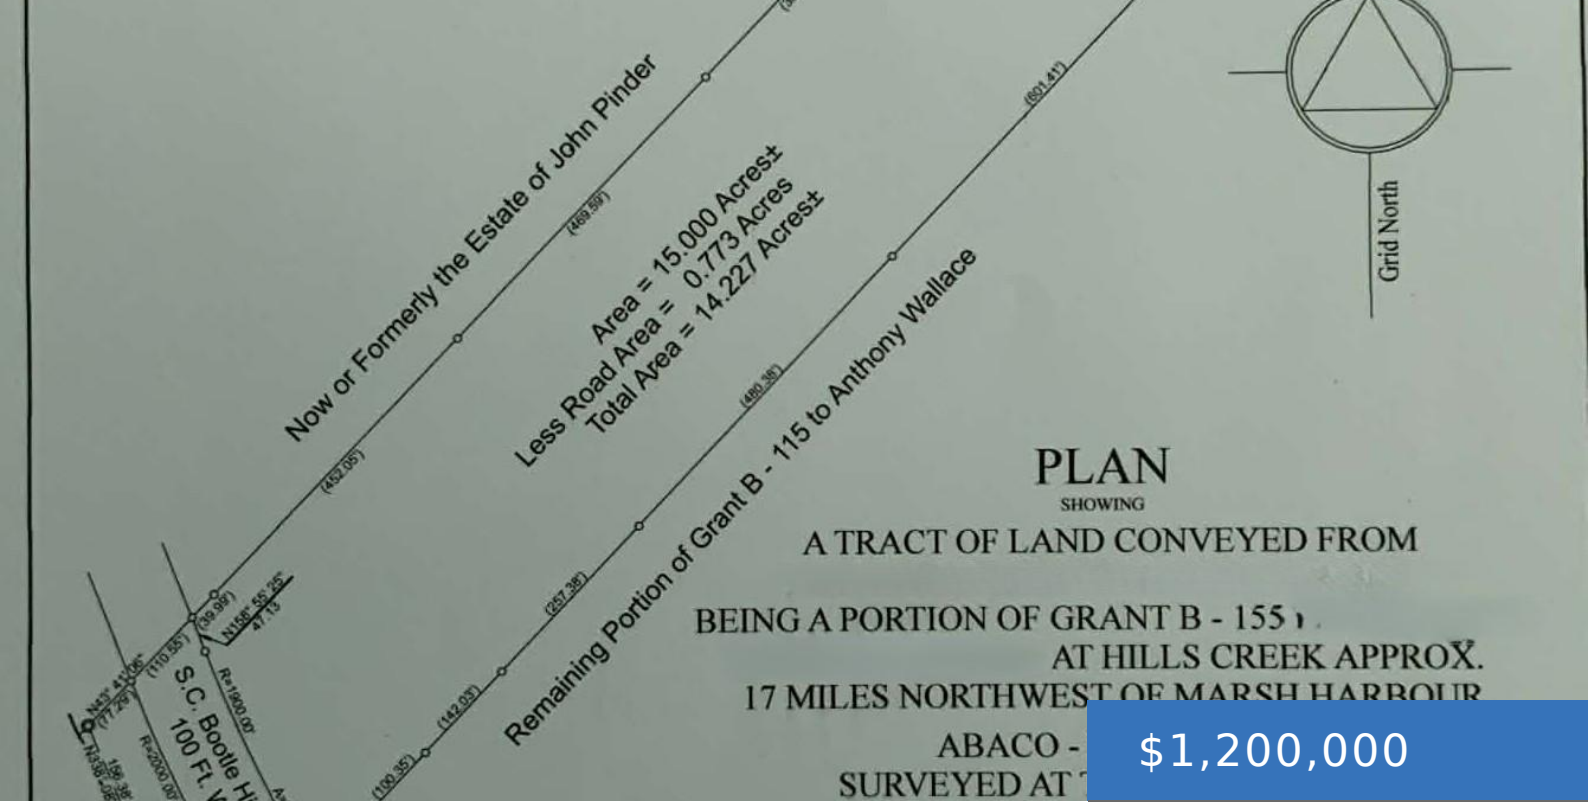 (601.41')
Now or Formerly the Estate of John Pinder
(469.59')
Area = 15.000 Acres±
Less Road Area = 0.773 Acres
Total Area = 14.227 Acres±
Grid North
(480.38')
Remaining Portion of Grant B - 115 to Anthony Wallace
(452.05')
PLAN
SHOWING
A TRACT OF LAND CONVEYED FROM
BEING A PORTION OF GRANT B - 155
AT HILLS CREEK APPROX.
17 MILES NORTHWEST OF MARSH HARBOUR
ABACO -
SURVEYED AT
$1,200,000
(257.38')
(142.03')
(100.35')
(39.99')
N158° 55' 25"
47.13
(110.55')
N43° 41' 06"
(77.29')
R=1900.00'
S.C. Bootle
100 Ft.
R=2000.00'